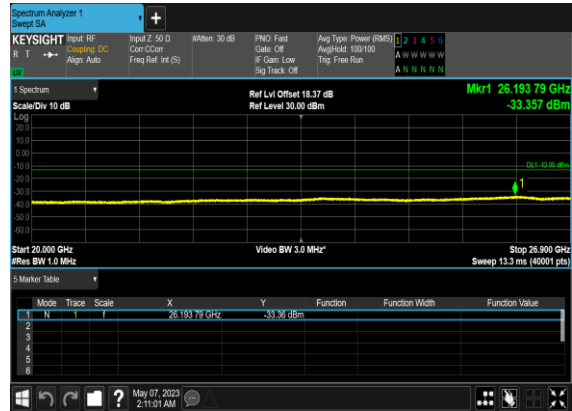 Spectrum Analyzer 1
Swept SA
+
KEYSIGHT Input: RF Input Z: 50 Ω #Atten: 30 dB PNO: Fast Avg Type: Power (RMS) 1 2 3 4 5 6
R T Coupling: DC Corr CCorr Gate: Off Avg|Hold: 100/100 A W W W W W
Align: Auto Freq Ref: Int (S) IF Gain: Low Trig: Free Run
Sig Track: Off A N N N N N
1 Spectrum Ref Lvl Offset 18.37 dB Mkr1 26.193 79 GHz
Scale/Div 10 dB Ref Level 30.00 dBm -33.357 dBm
Log
20.0
10.0
0.00
-10.0 DL1 -13.00 dBm
-20.0 1
-30.0
-40.0
-50.0
-60.0
Start 20.000 GHz Video BW 3.0 MHz* Stop 26.900 GHz
#Res BW 1.0 MHz Sweep 13.3 ms (40001 pts)
5 Marker Table
Mode Trace Scale X Y Function Function Width Function Value
1 N 1 f 26.193 79 GHz -33.36 dBm
2
3
4
5
6
? May 07, 2023
2:11:01 AM